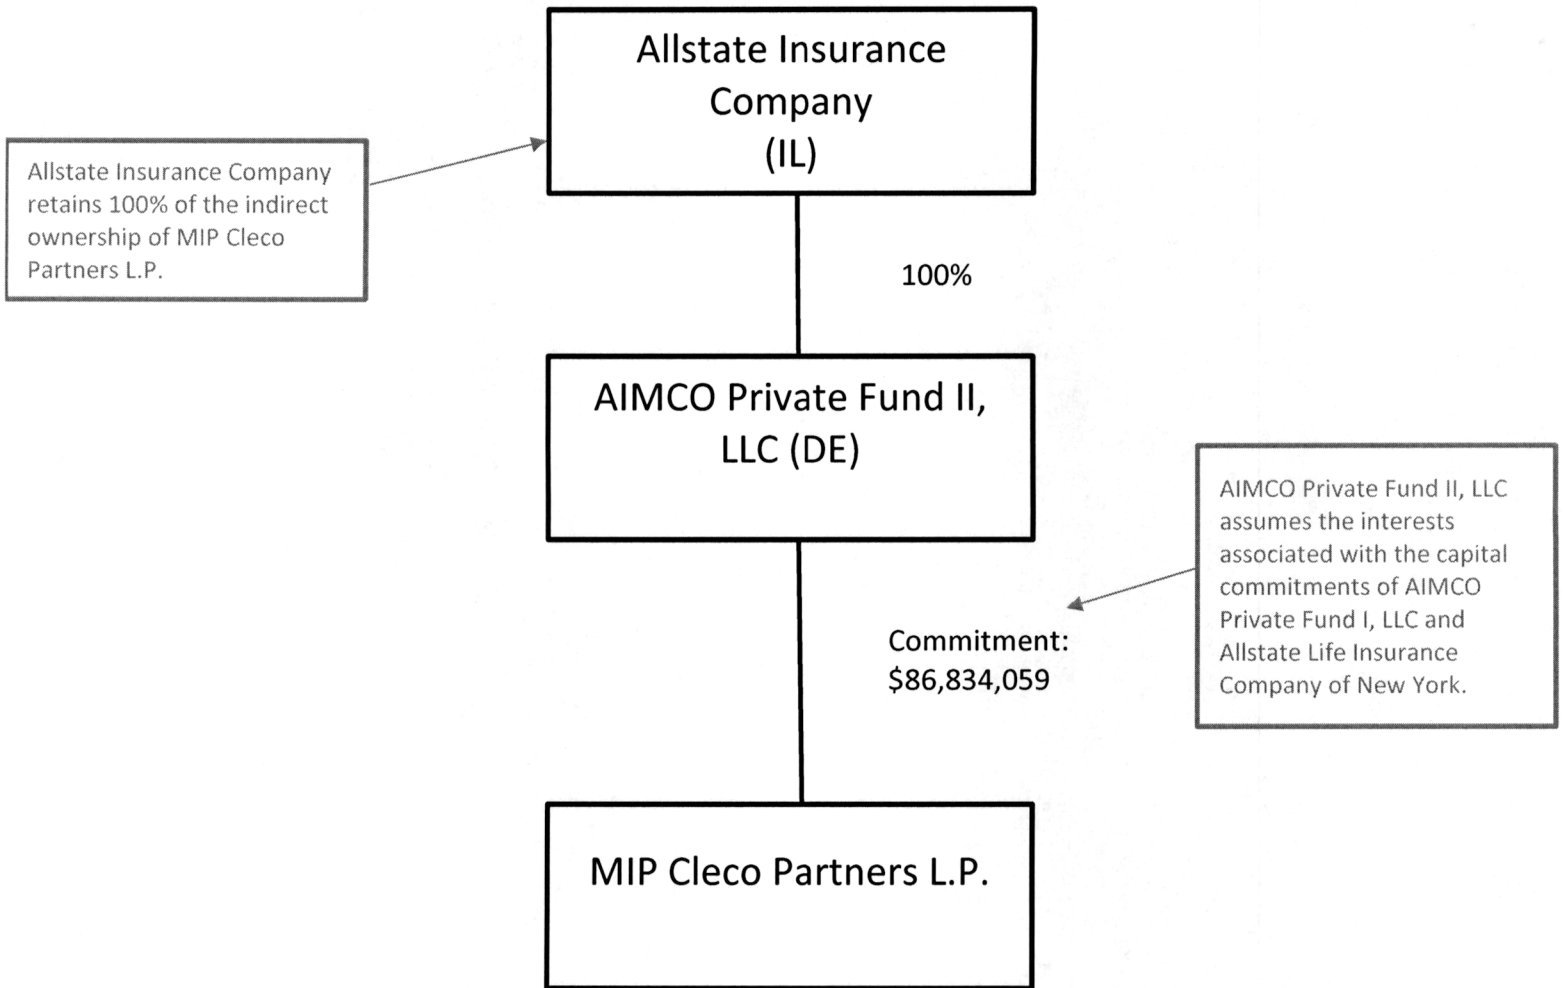 Allstate Insurance
Company
(IL)
Allstate Insurance Company
retains 100% of the indirect
ownership of MIP Cleco
Partners L.P.
100%
AIMCO Private Fund II,
LLC (DE)
AIMCO Private Fund II, LLC
assumes the interests
associated with the capital
commitments of AIMCO
Private Fund I, LLC and
Allstate Life Insurance
Company of New York.
Commitment:
$86,834,059
MIP Cleco Partners L.P.